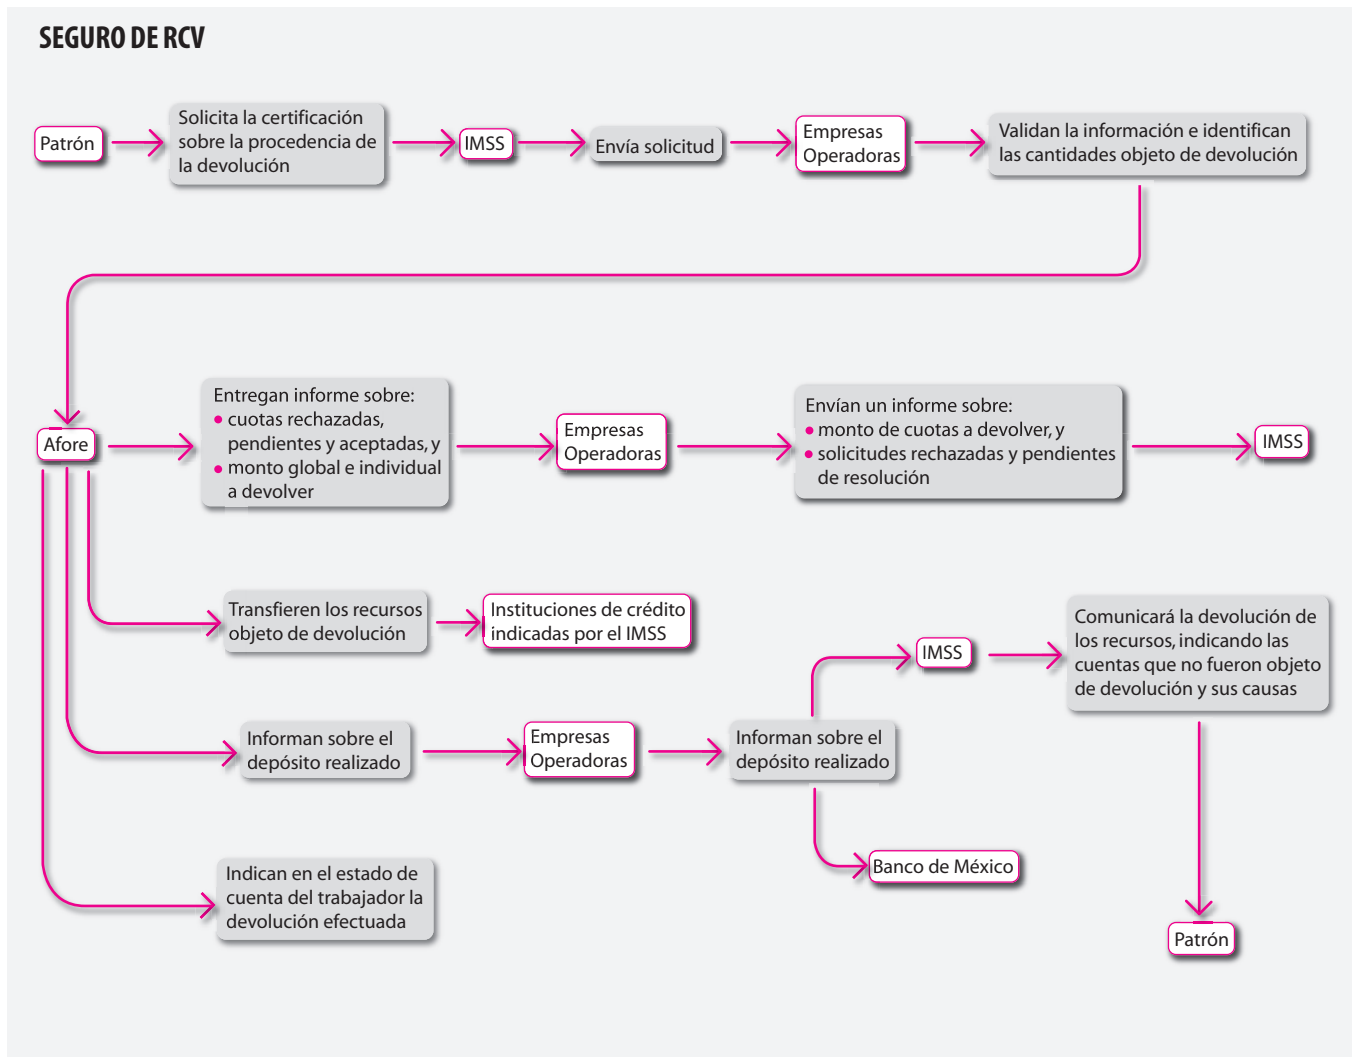 SEGURO DE RCV
Patrón
Solicita la certificación
sobre la procedencia de
la devolución
IMSS
Envía solicitud
Empresas
Operadoras
Validan la información e identifican
las cantidades objeto de devolución
Afore
Entregan informe sobre:
• cuotas rechazadas,
pendientes y aceptadas, y
• monto global e individual
a devolver
Empresas
Operadoras
Envían un informe sobre:
• monto de cuotas a devolver, y
• solicitudes rechazadas y pendientes
de resolución
IMSS
Transfieren los recursos
objeto de devolución
Instituciones de crédito
indicadas por el IMSS
Informan sobre el
depósito realizado
Empresas
Operadoras
Informan sobre el
depósito realizado
IMSS
Comunicará la devolución de
los recursos, indicando las
cuentas que no fueron objeto
de devolución y sus causas
Banco de México
Indican en el estado de
cuenta del trabajador la
devolución efectuada
Patrón